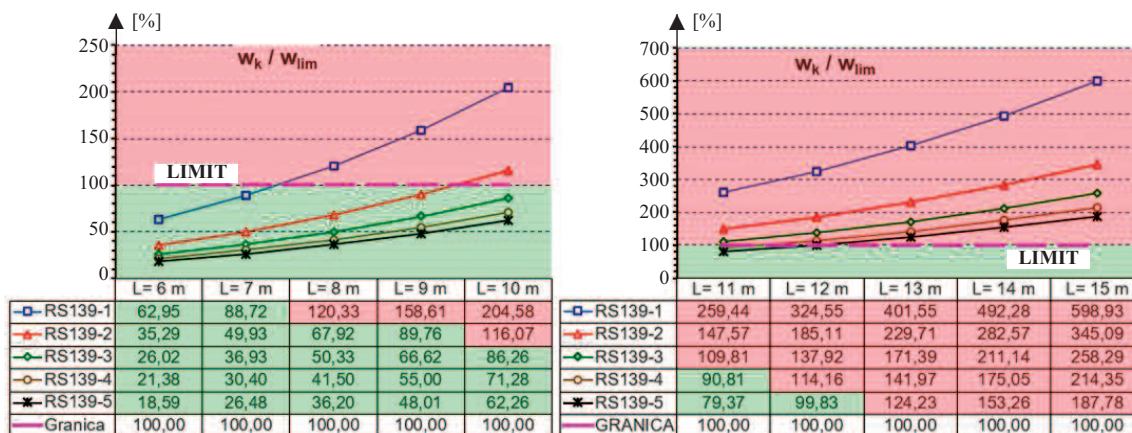 [%]
250
w_k / w_lim
200
150
LIMIT
100
50
0
L= 6 m L= 7 m L= 8 m L= 9 m L= 10 m
RS139-1 62,95 88,72 120,33 158,61 204,58
RS139-2 35,29 49,93 67,92 89,76 116,07
RS139-3 26,02 36,93 50,33 66,62 86,26
RS139-4 21,38 30,40 41,50 55,00 71,28
RS139-5 18,59 26,48 36,20 48,01 62,26
Granica 100,00 100,00 100,00 100,00 100,00
[%]
700
w_k / w_lim
600
500
400
300
200
100
LIMIT
0
L= 11 m L= 12 m L= 13 m L= 14 m L= 15 m
RS139-1 259,44 324,55 401,55 492,28 598,93
RS139-2 147,57 185,11 229,71 282,57 345,09
RS139-3 109,81 137,92 171,39 211,14 258,29
RS139-4 90,81 114,16 141,97 175,05 214,35
RS139-5 79,37 99,83 124,23 153,26 187,78
GRANICA 100,00 100,00 100,00 100,00 100,00